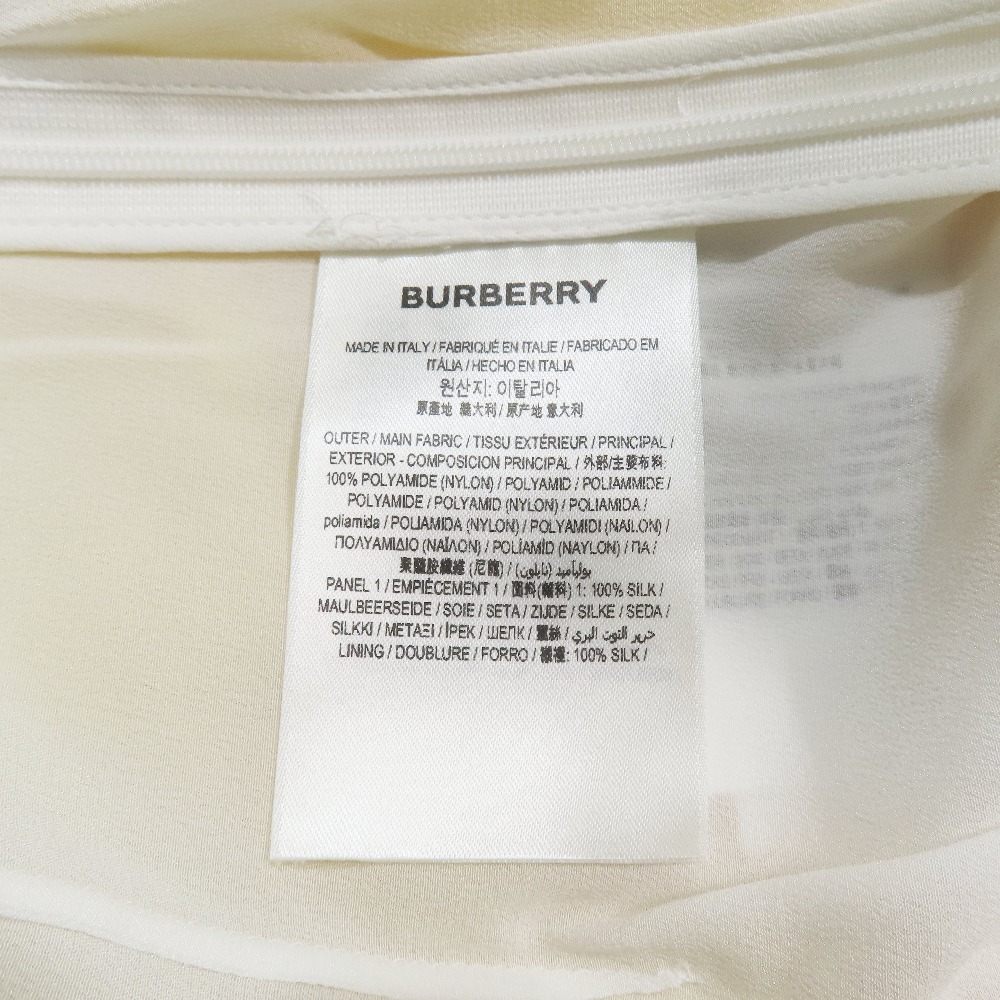 BURBERRY
MADE IN ITALY / FABRIQUÉ EN ITALIE / FABRICADO EM
ITÁLIA / HECHO EN ITALIA
원산지: 이탈리아
原產地 義大利 / 原产地 意大利
OUTER / MAIN FABRIC / TISSU EXTÉRIEUR / PRINCIPAL /
EXTERIOR - COMPOSICION PRINCIPAL / 外部/主要布料:
100% POLYAMIDE (NYLON) / POLYAMID / POLIAMMIDE /
POLYAMIDE / POLYAMID (NYLON) / POLIAMIDA /
poliamida / POLIAMIDA (NYLON) / POLYAMIDI (NAILON) /
ΠΟΛΥΑΜΙΔΙΟ (ΝΑΪΛΟΝ) / POLİAMİD (NAYLON) / ПА /
聚醯胺纖維 (尼龍) / بولياميد (نايلون)
PANEL 1 / EMPIÈCEMENT 1 / 面料(輔料) 1: 100% SILK /
MAULBEERSEIDE / SOIE / SETA / ZIJDE / SILKE / SEDA /
SILKKI / ΜΕΤΑΞΙ / İPEK / ШЕЛК / 蠶絲 / حرير التوت البري
LINING / DOUBLURE / FORRO / 襯裡: 100% SILK /